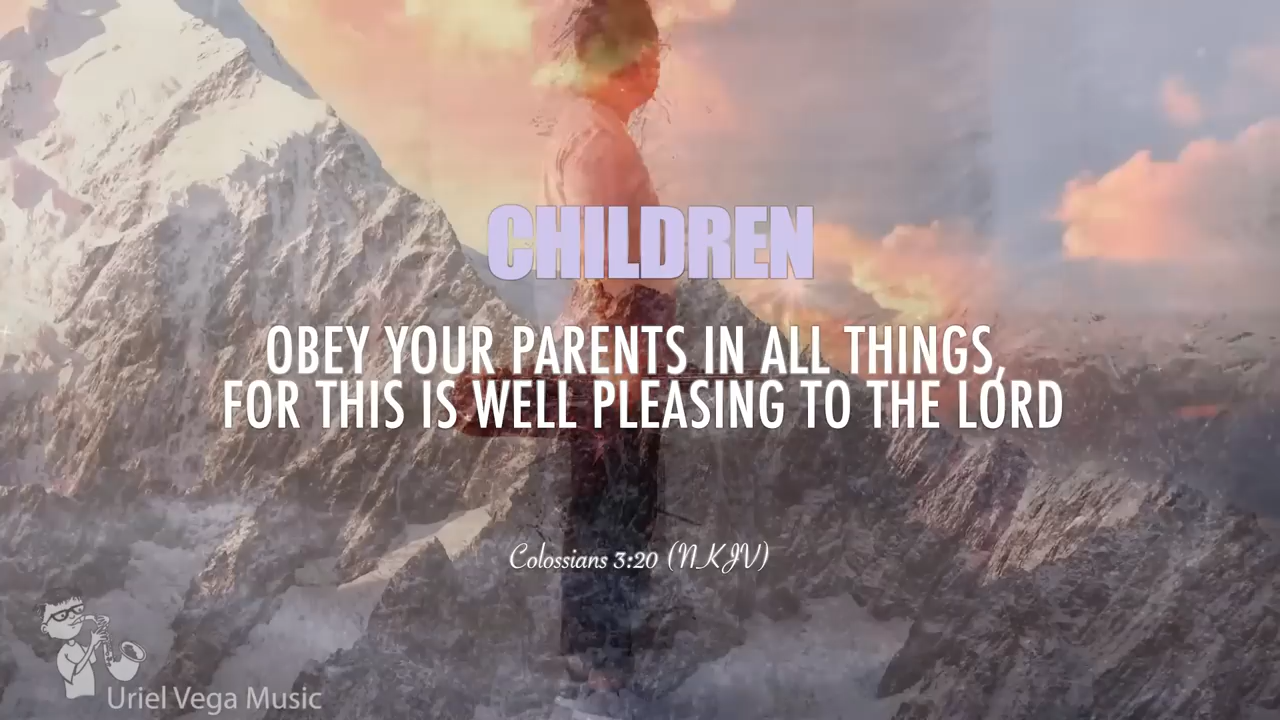 CHILDREN
OBEY YOUR PARENTS IN ALL THINGS,
FOR THIS IS WELL PLEASING TO THE LORD
Colossians 3:20 (NKJV)
Uriel Vega Music